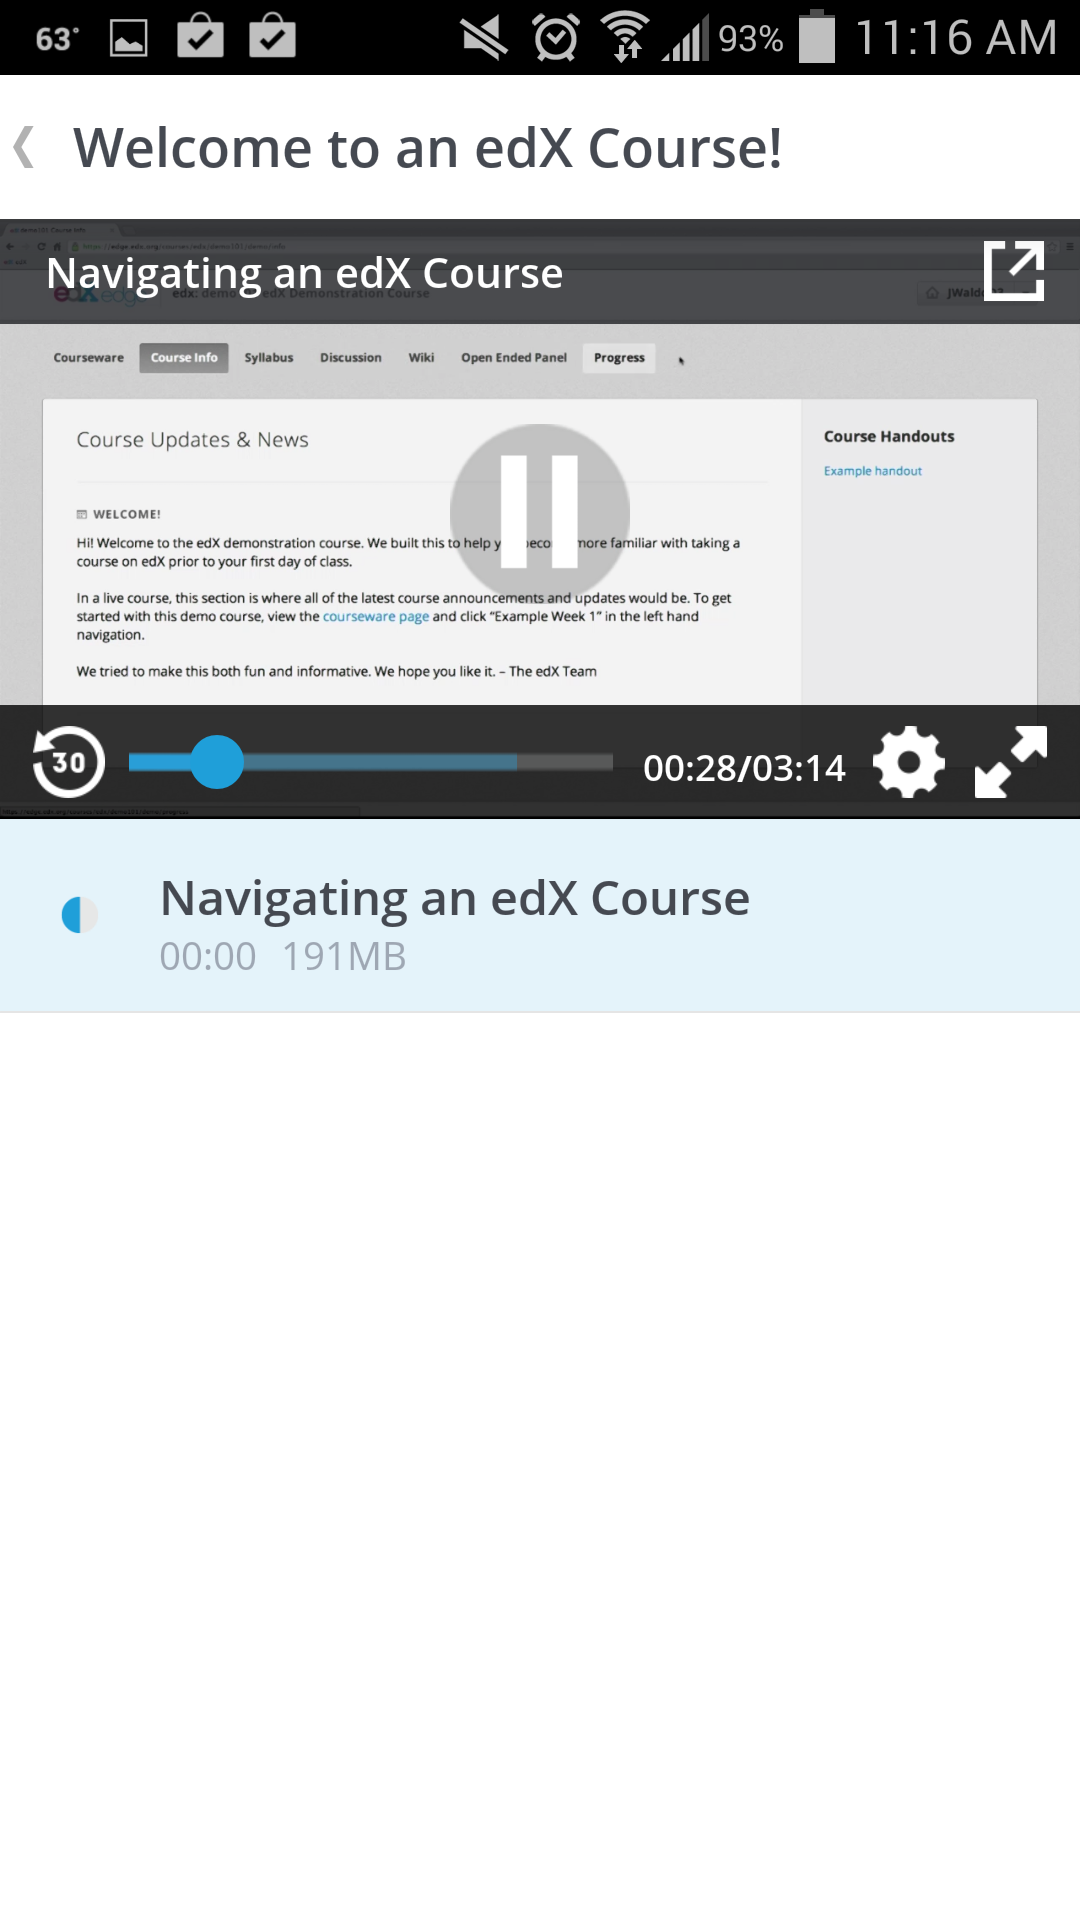 63°
93%
11:16 AM
Welcome to an edX Course!
Navigating an edX Course
edx: demo
edX Demonstration Course
Courseware
Course Info
Syllabus
Discussion
Wiki
Open Ended Panel
Progress
Course Updates & News
Course Handouts
Example handout
WELCOME!
Hi! Welcome to the edX demonstration course. We built this to help more familiar with taking a
course on edX prior to your first day of class.
In a live course, this section is where all of the latest course announcements and updates would be. To get
started with this demo course, view the courseware page and click “Example Week 1” in the left hand
navigation.
We tried to make this both fun and informative. We hope you like it. – The edX Team
30
00:28/03:14
Navigating an edX Course
00:00 191MB